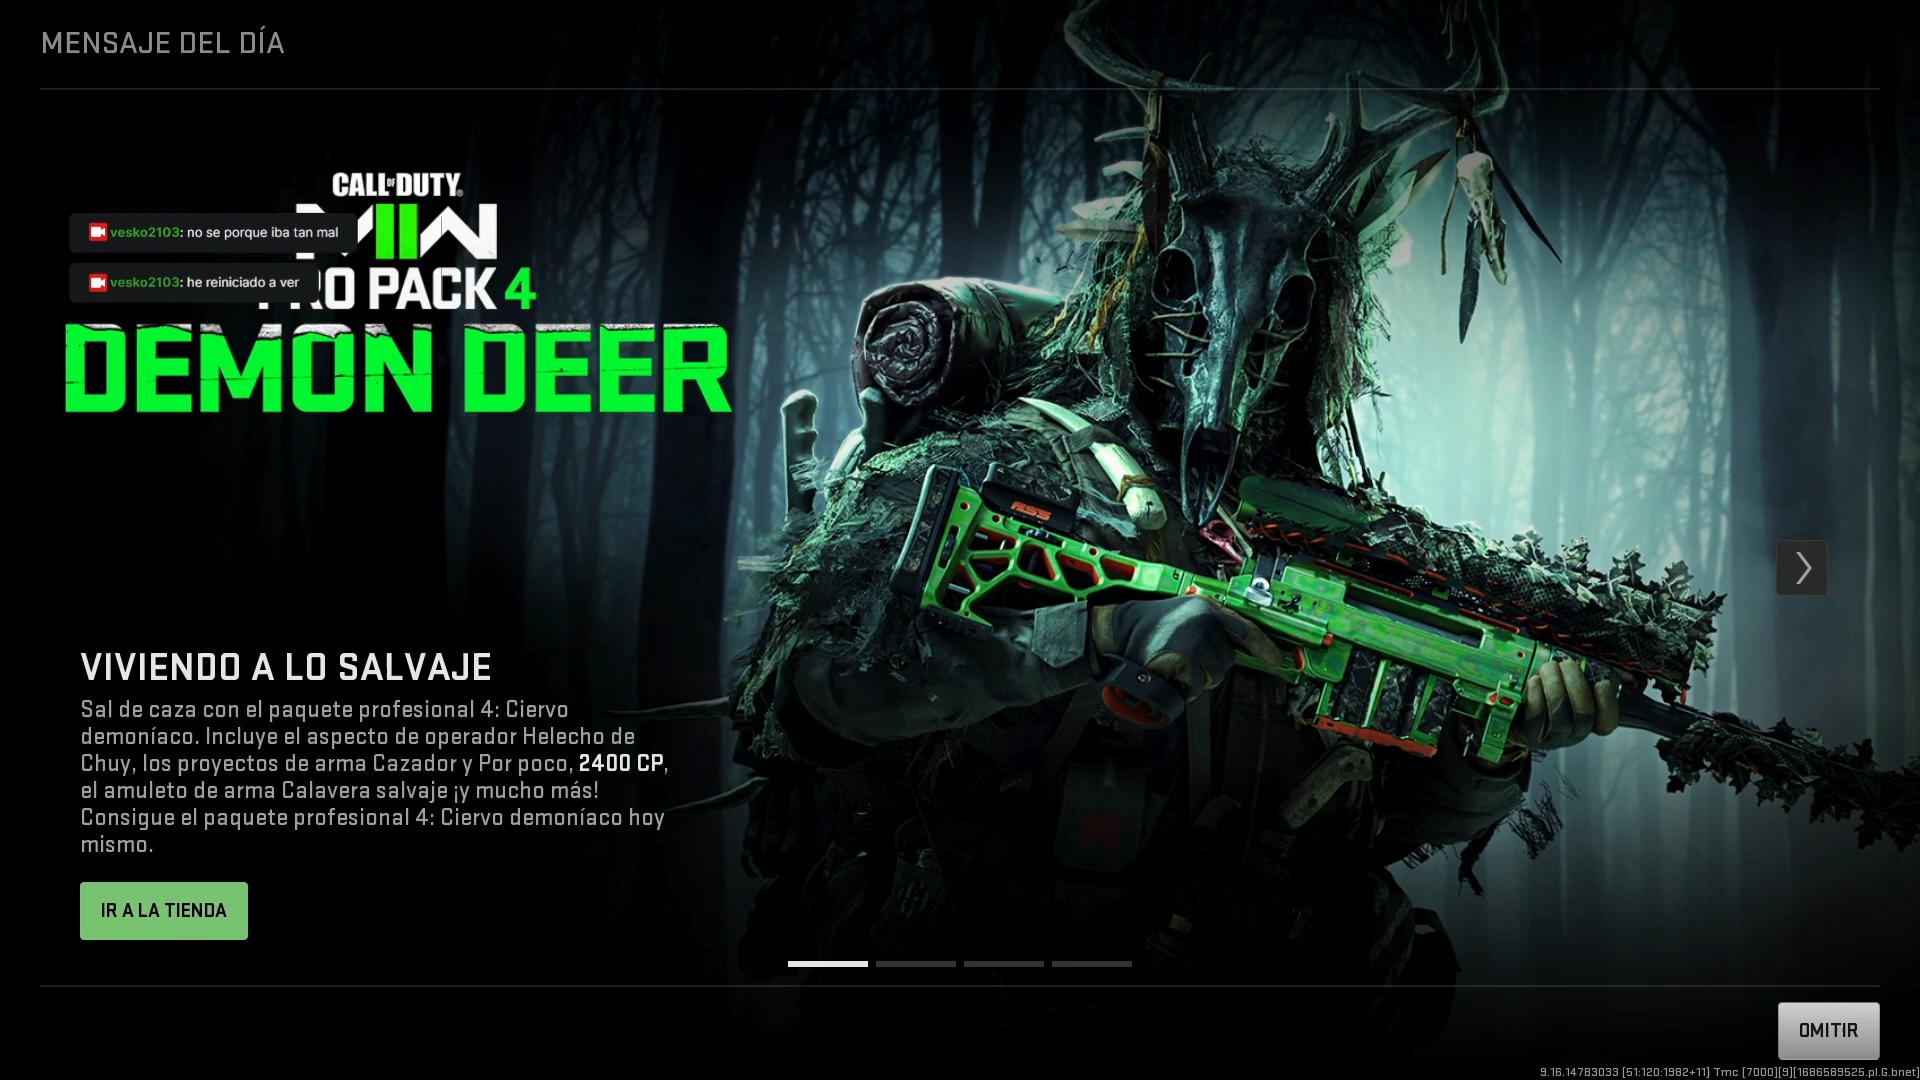 MENSAJE DEL DÍA
CALL OF DUTY
MWII
vesko2103: no se porque iba tan mal
vesko2103: he reiniciado a ver
PRO PACK 4
DEMON DEER
FSS
VIVIENDO A LO SALVAJE
Sal de caza con el paquete profesional 4: Ciervo
demoníaco. Incluye el aspecto de operador Helecho de
Chuy, los proyectos de arma Cazador y Por poco, 2400 CP,
el amuleto de arma Calavera salvaje ¡y mucho más!
Consigue el paquete profesional 4: Ciervo demoníaco hoy
mismo.
IR A LA TIENDA
OMITIR
9.16.14783033 [51:120:1982+11] Tmc [7000][9][1686589525.pl.G.bnet]